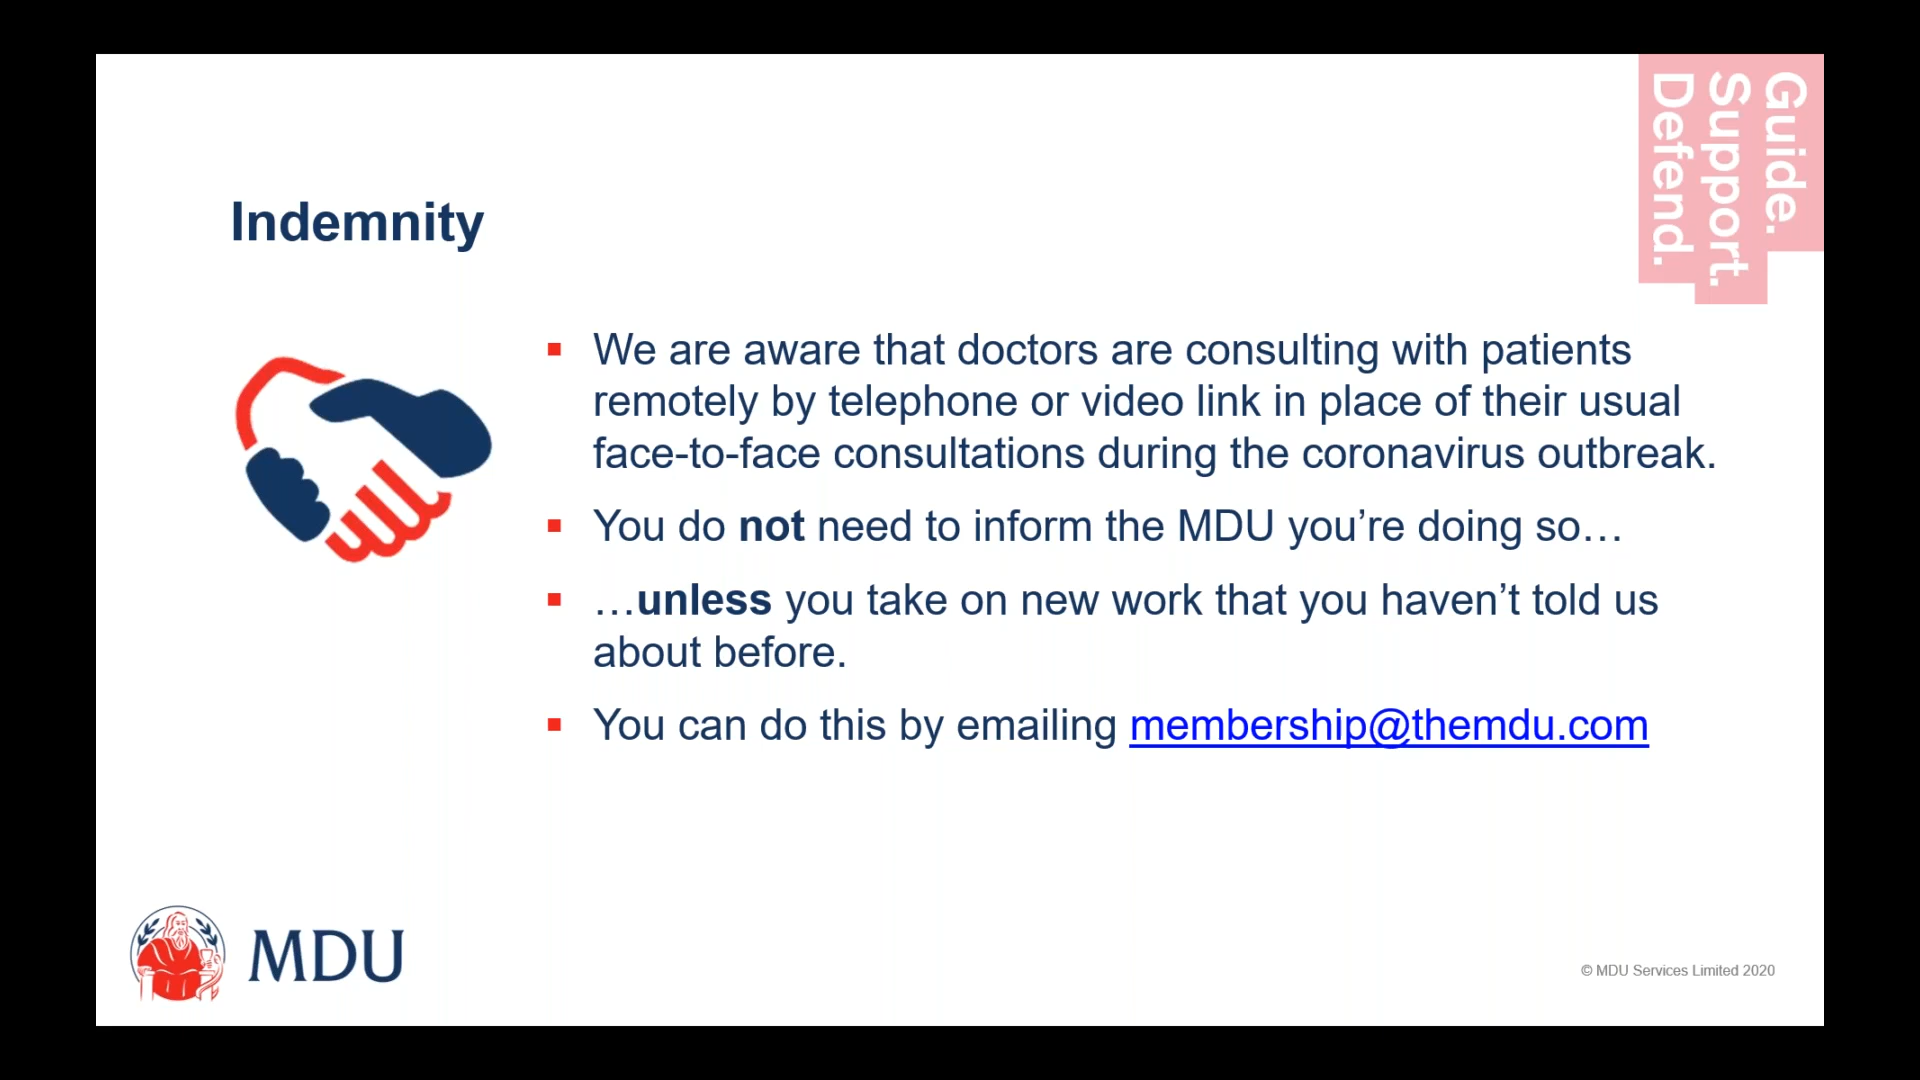 Guide.
Support.
Defend.
Indemnity
We are aware that doctors are consulting with patients
remotely by telephone or video link in place of their usual
face-to-face consultations during the coronavirus outbreak.
You do not need to inform the MDU you’re doing so…
…unless you take on new work that you haven’t told us
about before.
You can do this by emailing membership@themdu.com
MDU
© MDU Services Limited 2020